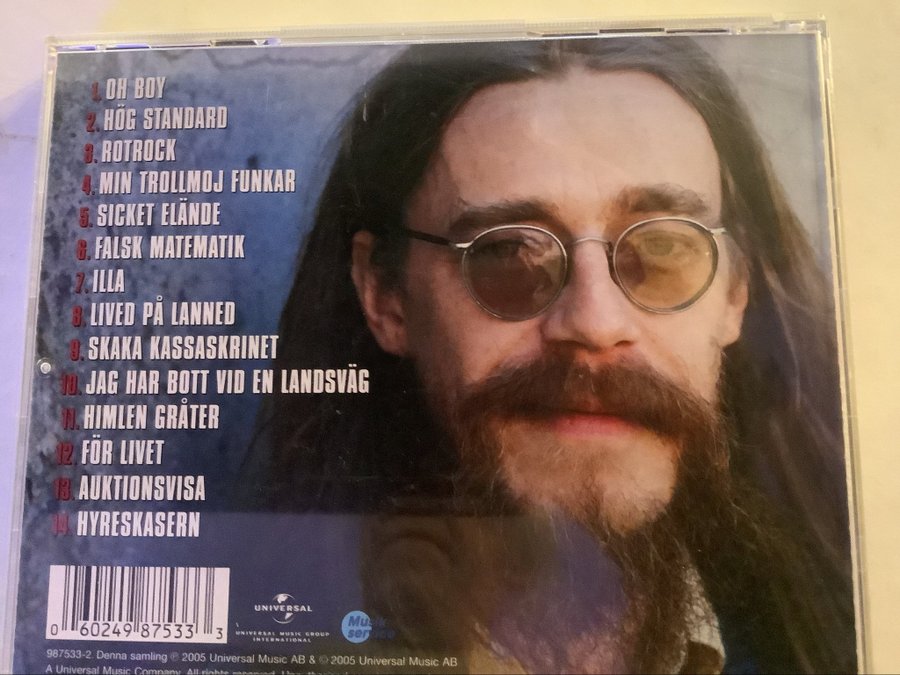 1. OH BOY
2. HÖG STANDARD
3. ROTROCK
4. MIN TROLLMOJ FUNKAR
5. SICKET ELÄNDE
6. FALSK MATEMATIK
7. ILLA
8. LIVED PÅ LANNED
9. SKAKA KASSASKRINET
10. JAG HAR BOTT VID EN LANDSVÄG
11. HIMLEN GRÅTER
12. FÖR LIVET
13. AUKTIONSVISA
14. HYRESKASERN
0 60249 87533 3
UNIVERSAL
UNIVERSAL MUSIC GROUP
INTERNATIONAL
Musik
service
987533-2. Denna samling ℗ 2005 Universal Music AB & © 2005 Universal Music AB
A Universal Music Company. All rights reserved.